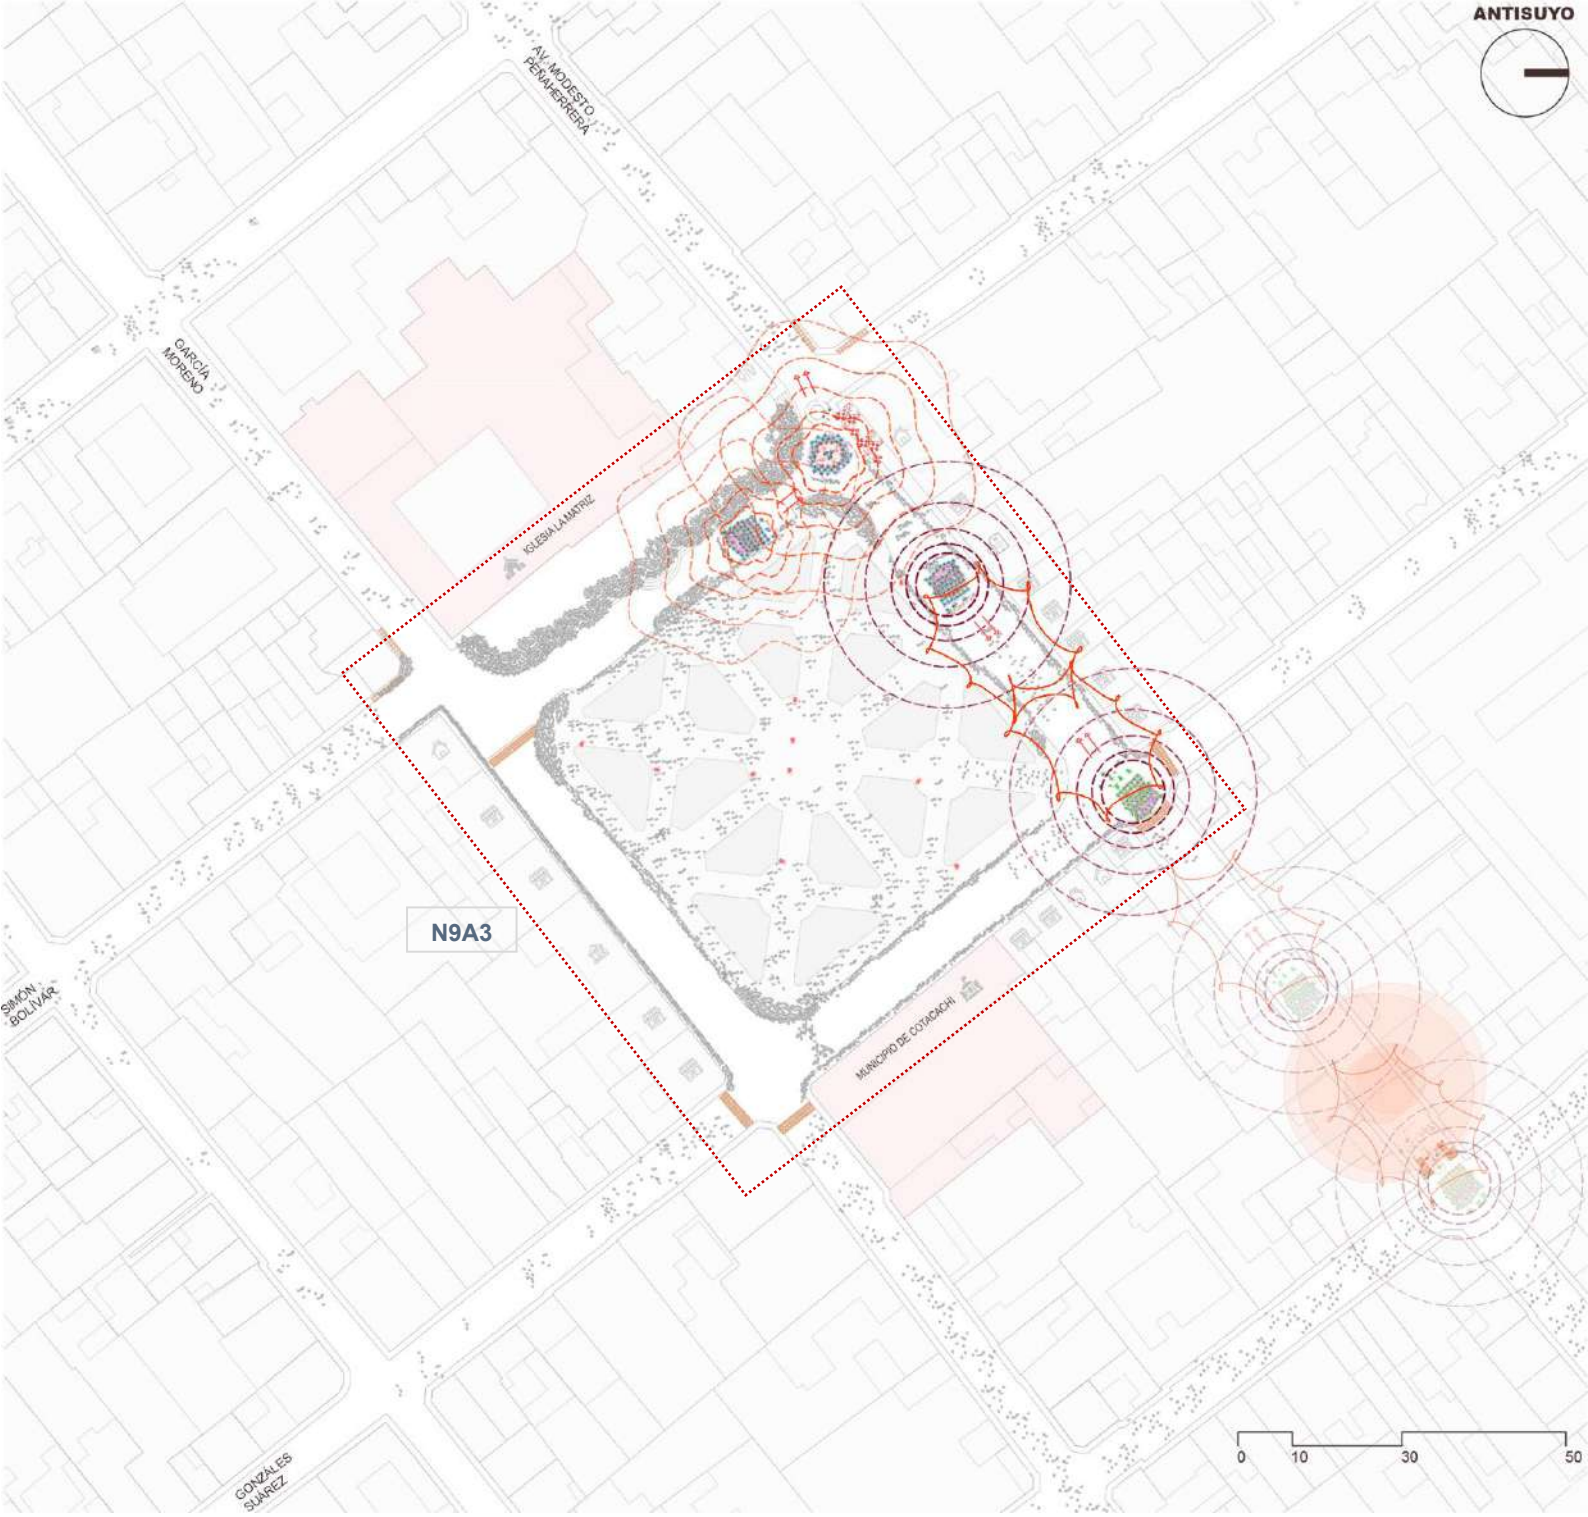 ANTISUYO
AV. MODESTO
PEÑAHERRERA
GARCÍA
MORENO
IGLESIA LA MATRIZ
N9A3
SIMÓN
BOLÍVAR
MUNICIPIO DE COTACACHI
GONZÁLES
SUÁREZ
0 10 30 50